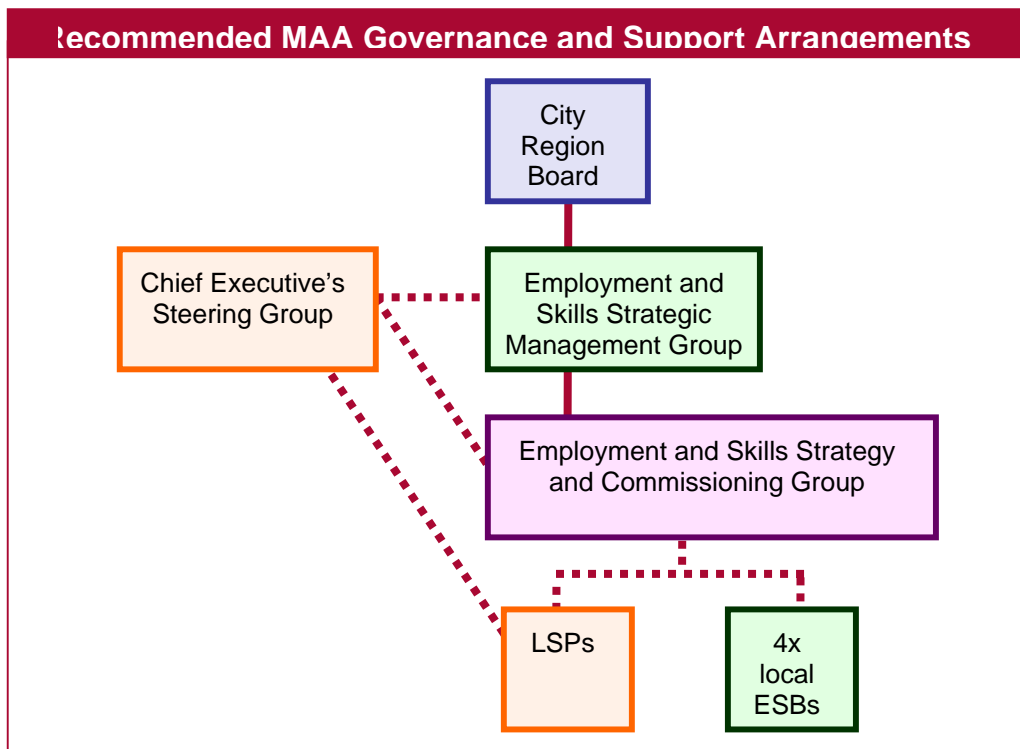 Recommended MAA Governance and Support Arrangements
City
Region
Board
Chief Executive's
Steering Group
Employment and
Skills Strategic
Management Group
Employment and Skills Strategy
and Commissioning Group
LSPs
4x
local
ESBs